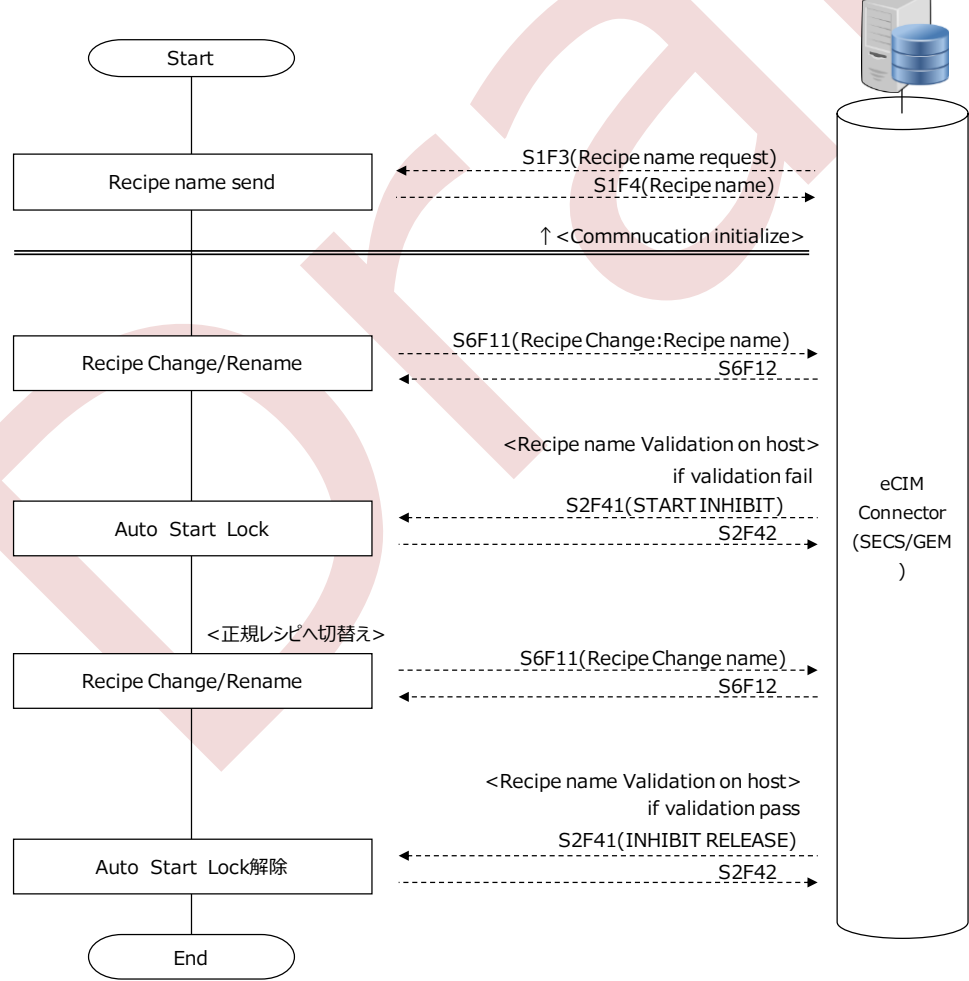 Start
S1F3(Recipe name request)
Recipe name send
S1F4(Recipe name)
↑<Commnucation initialize>
S6F11(Recipe Change:Recipe name)
Recipe Change/Rename
S6F12
<Recipe name Validation on host>
if validation fail
S2F41(START INHIBIT)
Auto Start Lock
S2F42
eCIM
Connector
(SECS/GEM
)
<正規レシピへ切替え>
S6F11(Recipe Change name)
Recipe Change/Rename
S6F12
<Recipe name Validation on host>
if validation pass
S2F41(INHIBIT RELEASE)
Auto Start Lock解除
S2F42
End
Draft